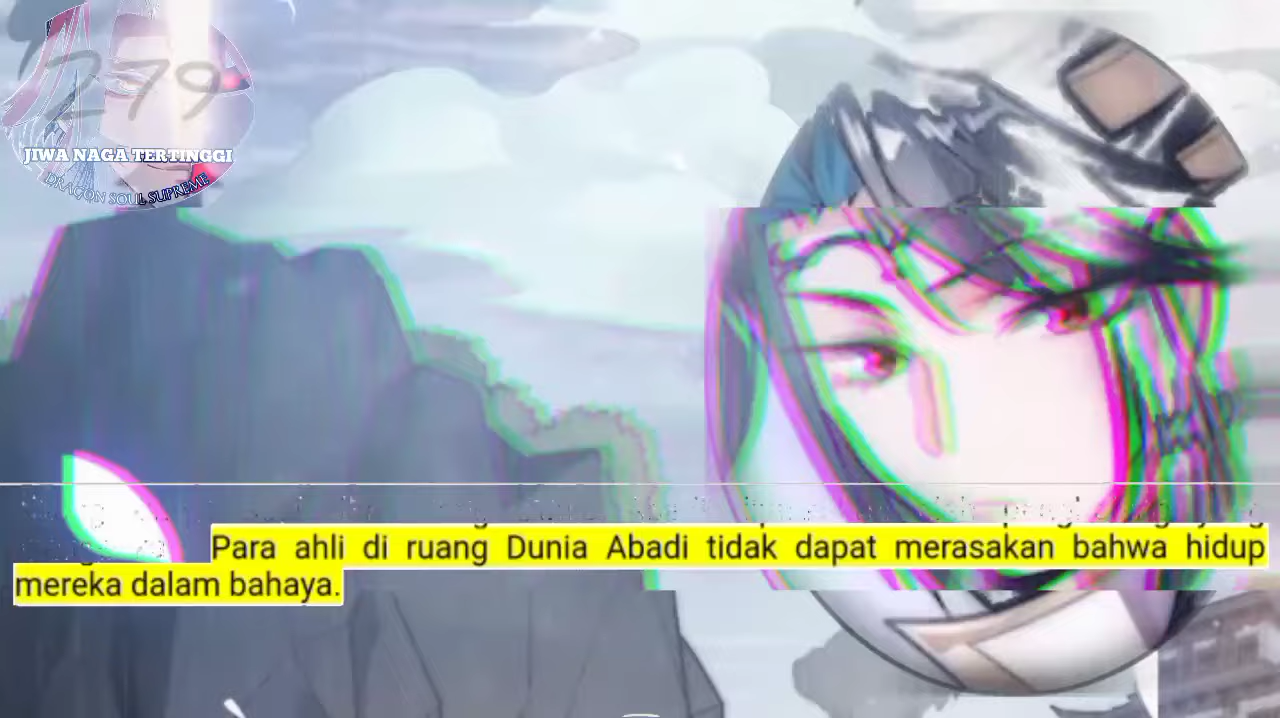 279
JIWA NAGA TERTINGGI
DRAGON SOUL SUPREME
Para ahli di ruang Dunia Abadi tidak dapat merasakan bahwa hidup
mereka dalam bahaya.